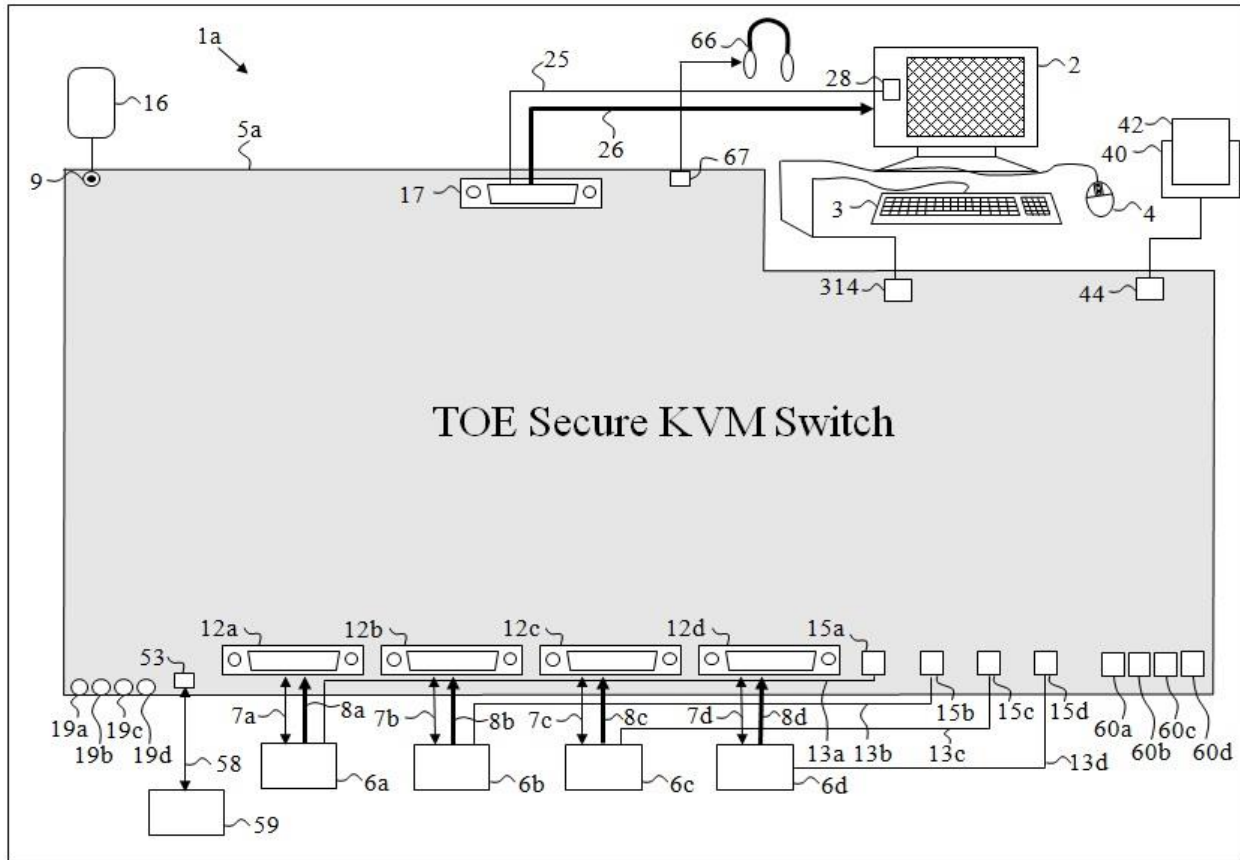 1a
66
25
28
2
16
42
5a
26
40
67
9
17
3
4
314
44
TOE Secure KVM Switch
12a
12b
12c
12d
15a
53
19a
19b
19c
19d
7a
8a
7b
8b
7c
8c
7d
8d
15b
15c
15d
60a
60b
60c
60d
58
13a
13b
13c
13d
6a
6b
6c
6d
59